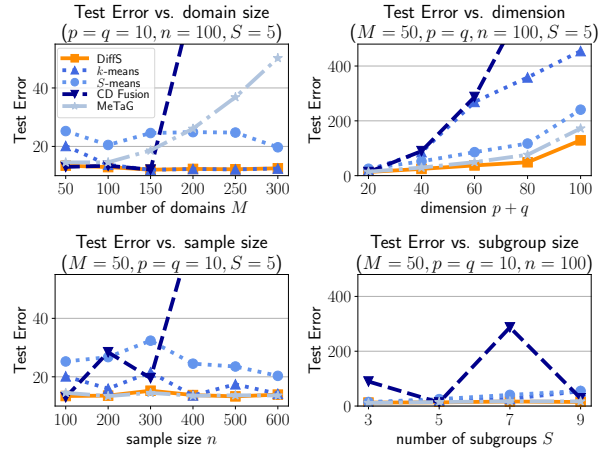 Test Error vs. domain size
(p = q = 10, n = 100, S = 5)
Test Error
40
20
DiffS
k-means
S-means
CD Fusion
MeTaG
50 100 150 200 250 300
number of domains M
Test Error vs. dimension
(M = 50, p = q, n = 100, S = 5)
Test Error
400
200
0
20 40 60 80 100
dimension p + q
Test Error vs. sample size
(M = 50, p = q = 10, S = 5)
Test Error
40
20
100 200 300 400 500 600
sample size n
Test Error vs. subgroup size
(M = 50, p = q = 10, n = 100)
Test Error
400
200
0
3 5 7 9
number of subgroups S